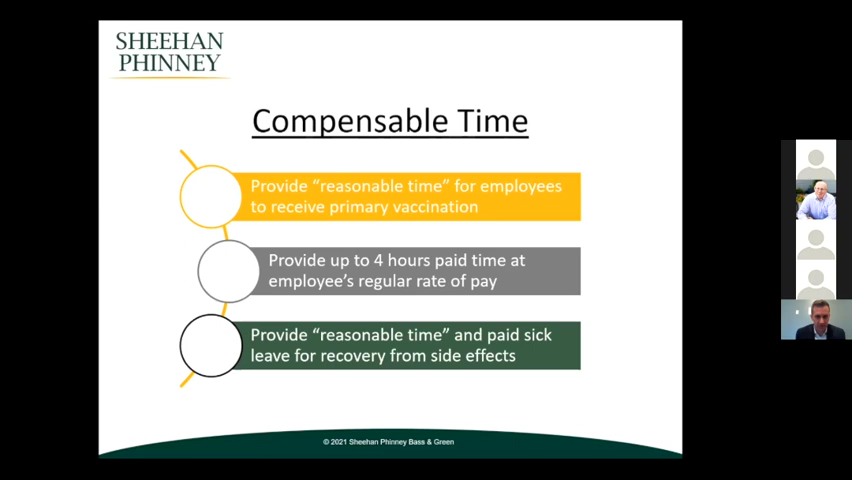 SHEEHAN
PHINNEY
Compensable Time
Provide “reasonable time” for employees
to receive primary vaccination
Provide up to 4 hours paid time at
employee’s regular rate of pay
Provide “reasonable time” and paid sick
leave for recovery from side effects
© 2021 Sheehan Phinney Bass & Green